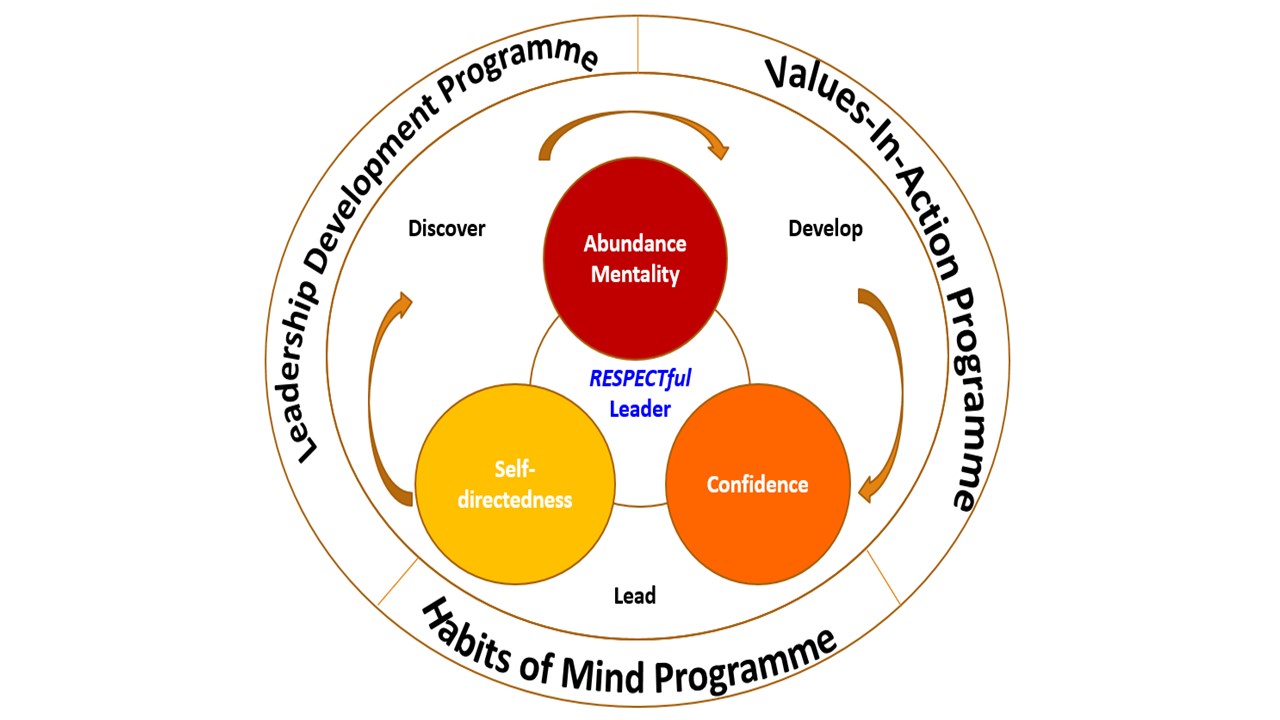 Leadership Development Programme
Values-In-Action Programme
Discover
Develop
Abundance
Mentality
RESPECTful
Leader
Self-
directedness
Confidence
Lead
Habits of Mind Programme